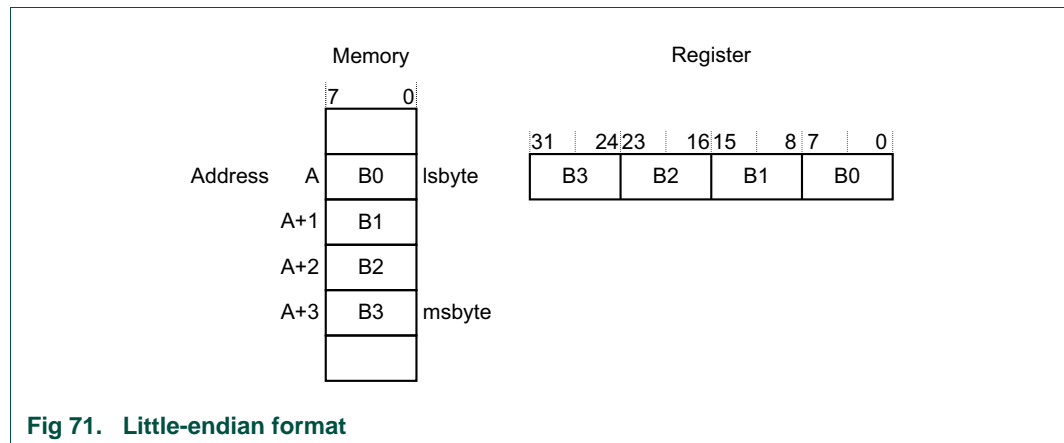 Memory
Register
7 0
31 24 23 16 15 8 7 0
Address A B0 lsbyte
B3 B2 B1 B0
A+1 B1
A+2 B2
A+3 B3 msbyte
Fig 71. Little-endian format